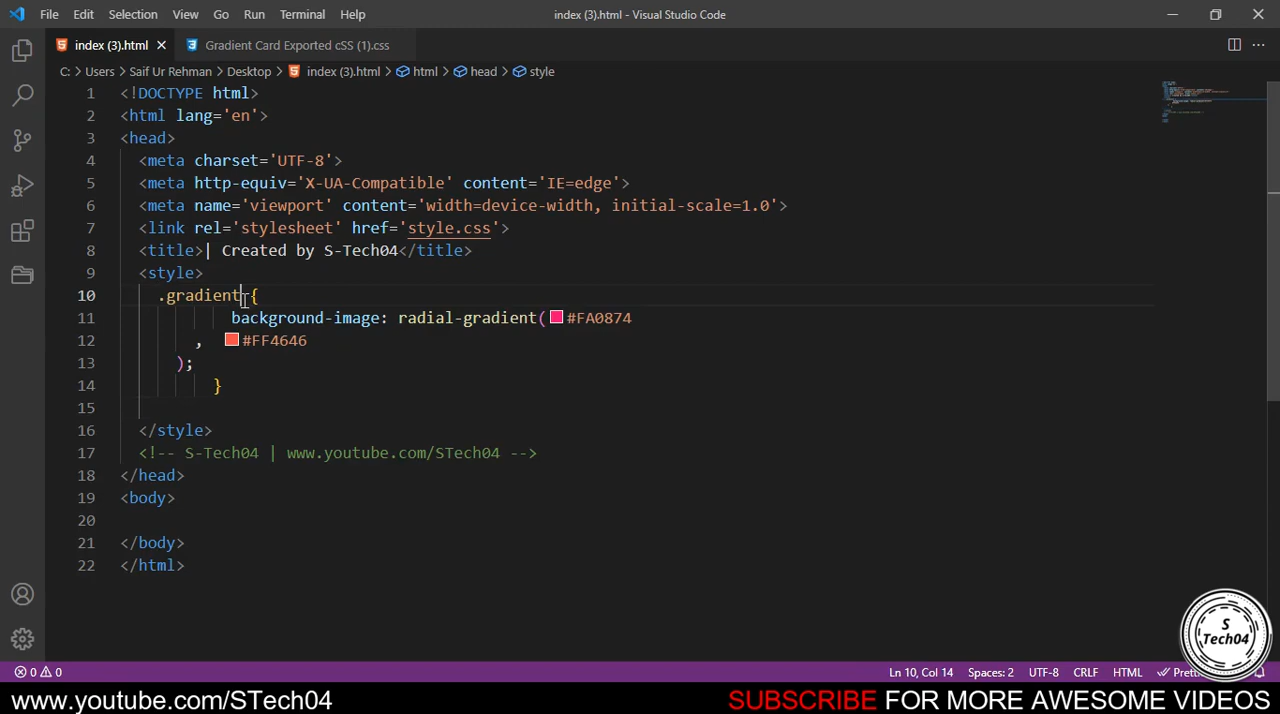 File Edit Selection View Go Run Terminal Help index (3).html - Visual Studio Code
index (3).html Gradient Card Exported cSS (1).css
C: > Users > Saif Ur Rehman > Desktop > index (3).html > html > head > style
1 <!DOCTYPE html>
2 <html lang='en'>
3 <head>
4 <meta charset='UTF-8'>
5 <meta http-equiv='X-UA-Compatible' content='IE=edge'>
6 <meta name='viewport' content='width=device-width, initial-scale=1.0'>
7 <link rel='stylesheet' href='style.css'>
8 <title>| Created by S-Tech04</title>
9 <style>
10 .gradient {
11 background-image: radial-gradient( #FA0874
12 , #FF4646
13 );
14 }
15
16 </style>
17 <!-- S-Tech04 | www.youtube.com/STech04 -->
18 </head>
19 <body>
20
21 </body>
22 </html>
S
Tech04
0 0 Ln 10, Col 14 Spaces: 2 UTF-8 CRLF HTML
www.youtube.com/STech04 SUBSCRIBE FOR MORE AWESOME VIDEOS